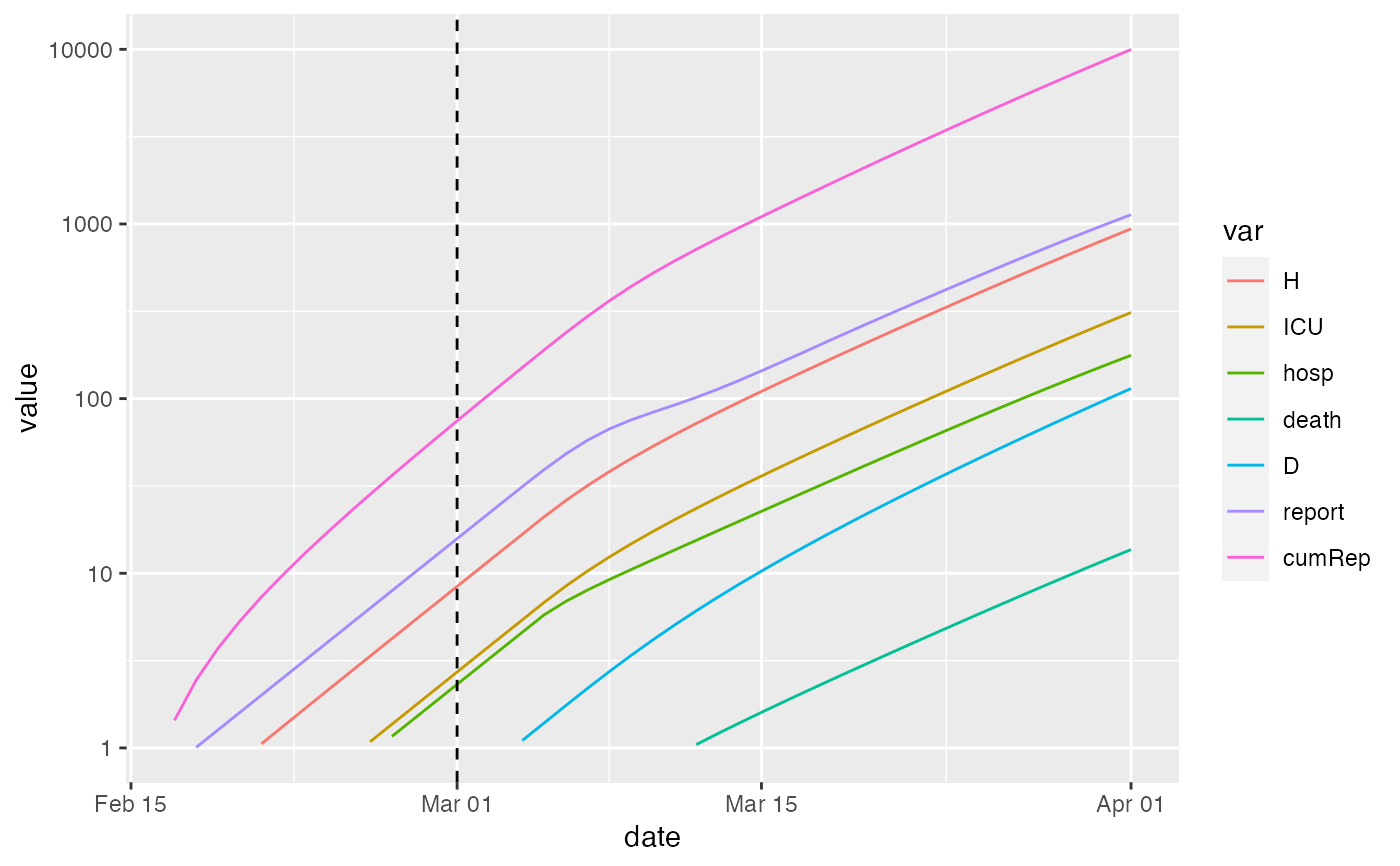 10000
1000
100
10
1
value
Feb 15
Mar 01
Mar 15
Apr 01
date
var
H
ICU
hosp
death
D
report
cumRep